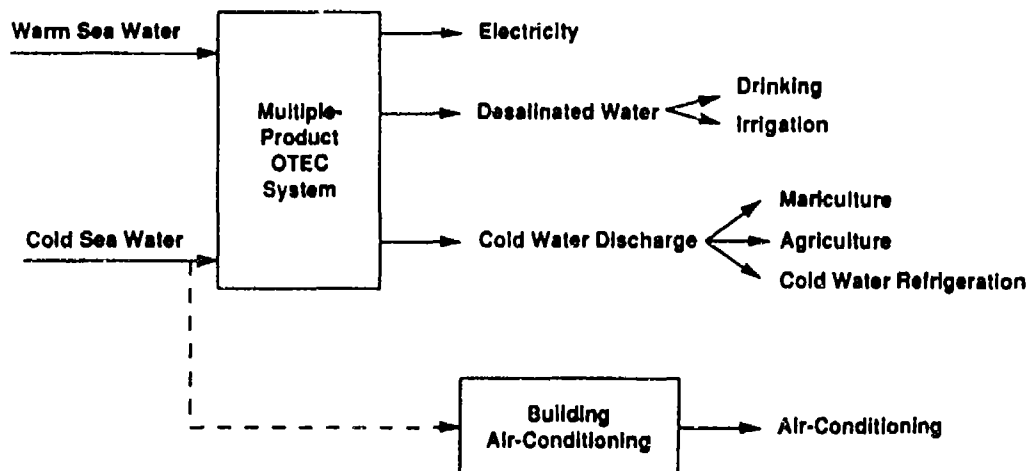 Warm Sea Water
Electricity
Multiple-
Product
OTEC
System
Desalinated Water
Drinking
Irrigation
Cold Sea Water
Cold Water Discharge
Mariculture
Agriculture
Cold Water Refrigeration
Building
Air-Conditioning
Air-Conditioning